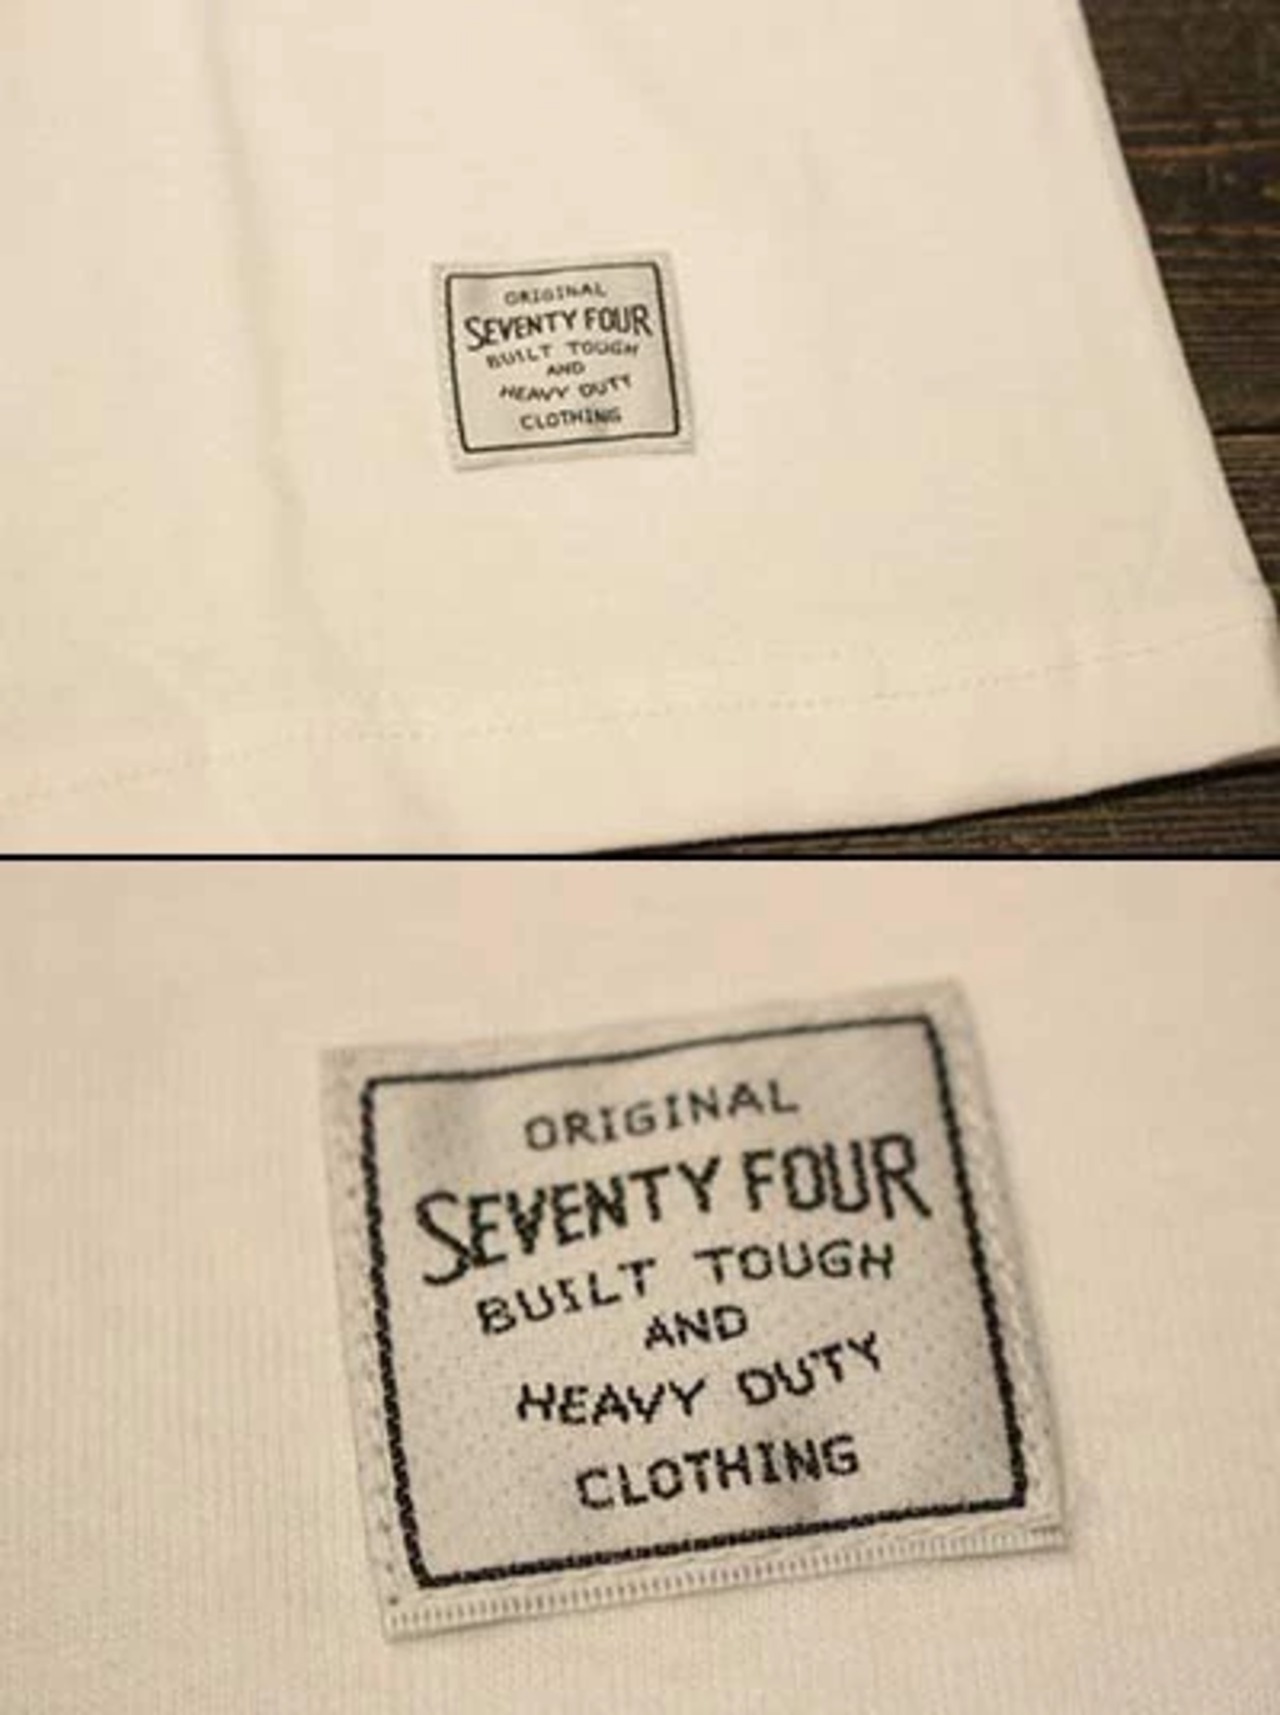 ORIGINAL
SEVENTY FOUR
BUILT TOUGH
AND
HEAVY DUTY
CLOTHING
ORIGINAL
SEVENTY FOUR
BUILT TOUGH
AND
HEAVY DUTY
CLOTHING